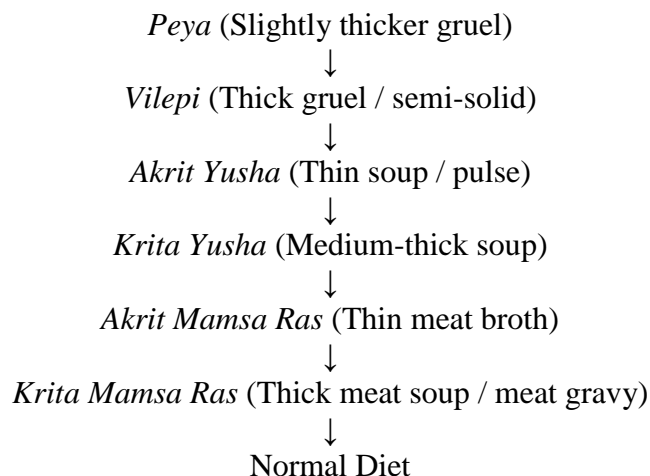 Peya (Slightly thicker gruel)
↓
Vilepi (Thick gruel / semi-solid)
↓
Akrit Yusha (Thin soup / pulse)
↓
Krita Yusha (Medium-thick soup)
↓
Akrit Mamsa Ras (Thin meat broth)
↓
Krita Mamsa Ras (Thick meat soup / meat gravy)
↓
Normal Diet